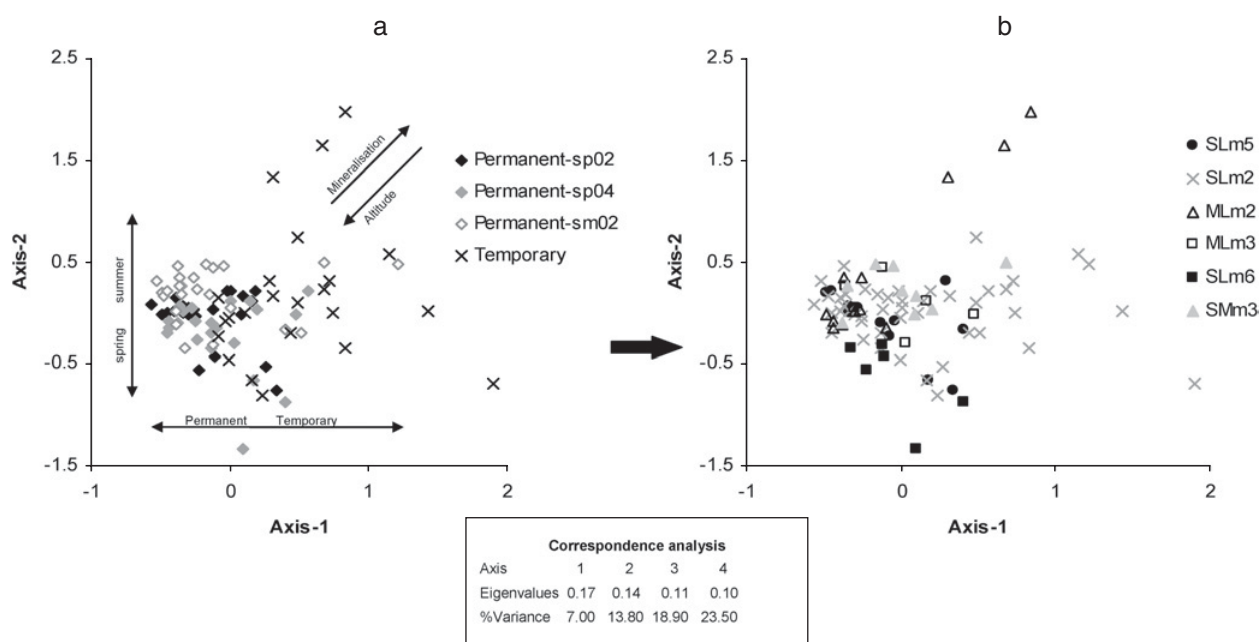 a
2.5
1.5
0.5
-0.5
-1.5
-1
0
1
2
Axis-2
Axis-1
summer
spring
Mineralisation
Altitude
Permanent
Temporary
Permanent-sp02
Permanent-sp04
Permanent-sm02
Temporary
b
2.5
1.5
0.5
-0.5
-1.5
-1
0
1
2
Axis-2
Axis-1
SLm5
SLm2
MLm2
MLm3
SLm6
SMm3
Correspondence analysis
Axis 1 2 3 4
Eigenvalues 0.17 0.14 0.11 0.10
%Variance 7.00 13.80 18.90 23.50